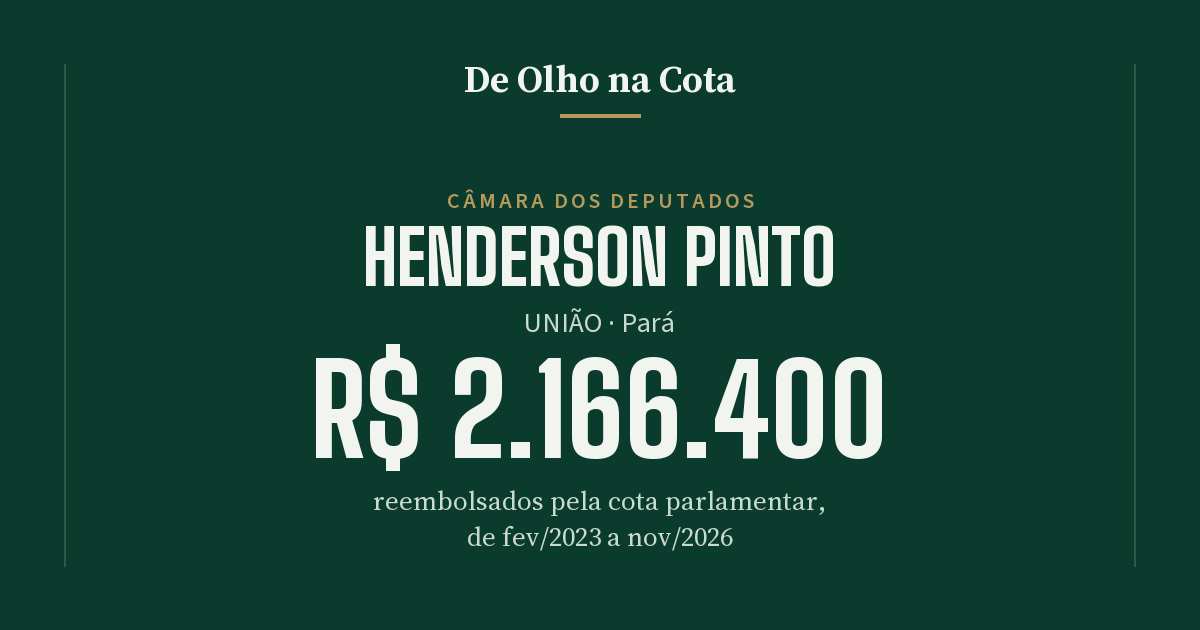 De Olho na Cota
CÂMARA DOS DEPUTADOS
HENDERSON PINTO
UNIÃO · Pará
R$ 2.166.400
reembolsados pela cota parlamentar,
de fev/2023 a nov/2026